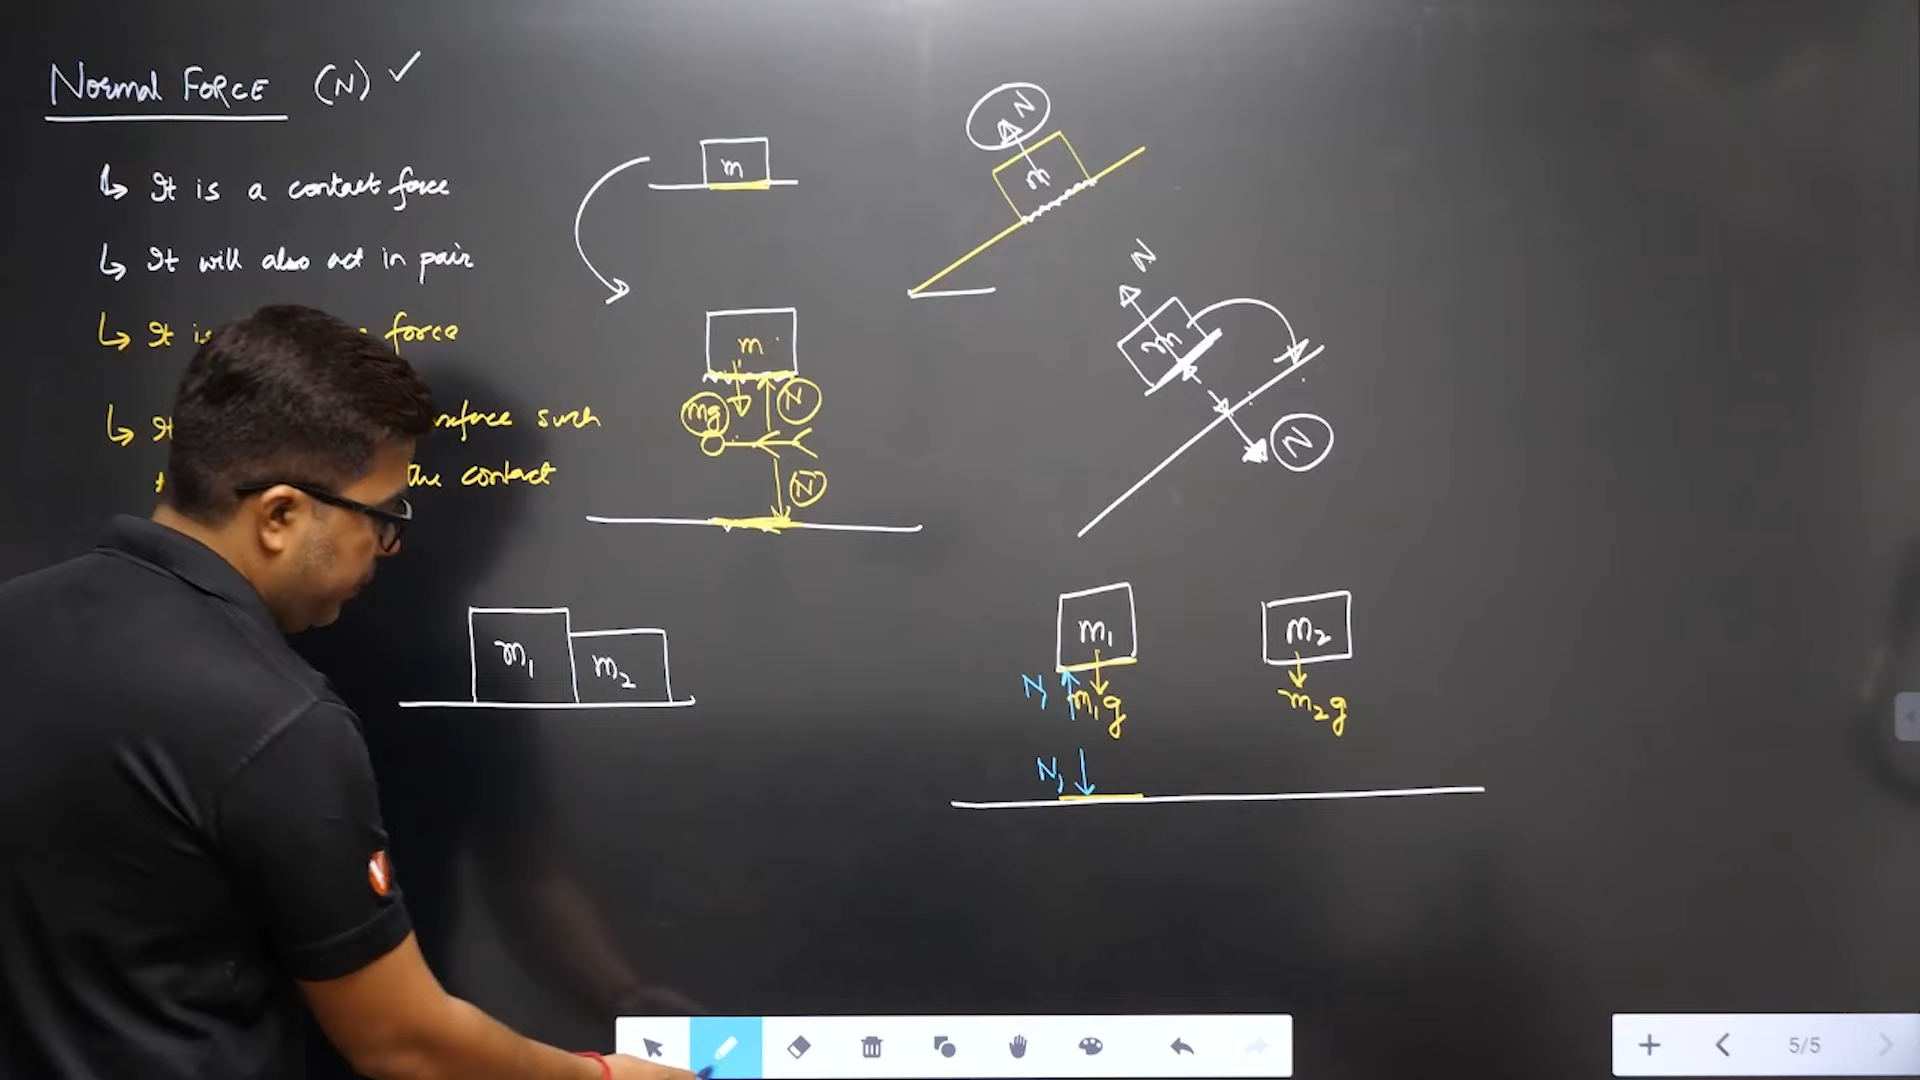 Normal FORCE (N) ✓
↳ It is a contact force
↳ It will also act in pair
↳ It is force
↳ It such
the contact
m
N
m
m
mg N
N
N
m
N
m₁ m₂
m₁ m₂
N₁ m₁g m₂g
N₁
5/5